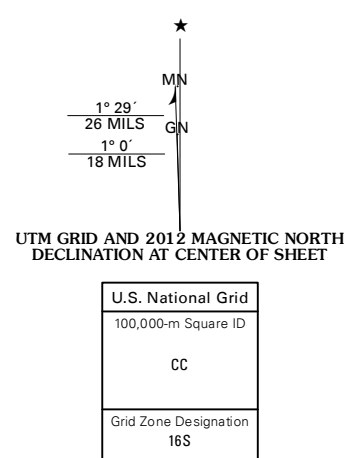 ★
MN
1° 29´
26 MILS
GN
1° 0´
18 MILS
UTM GRID AND 2012 MAGNETIC NORTH
DECLINATION AT CENTER OF SHEET
U.S. National Grid
100,000-m Square ID
CC
Grid Zone Designation
16S